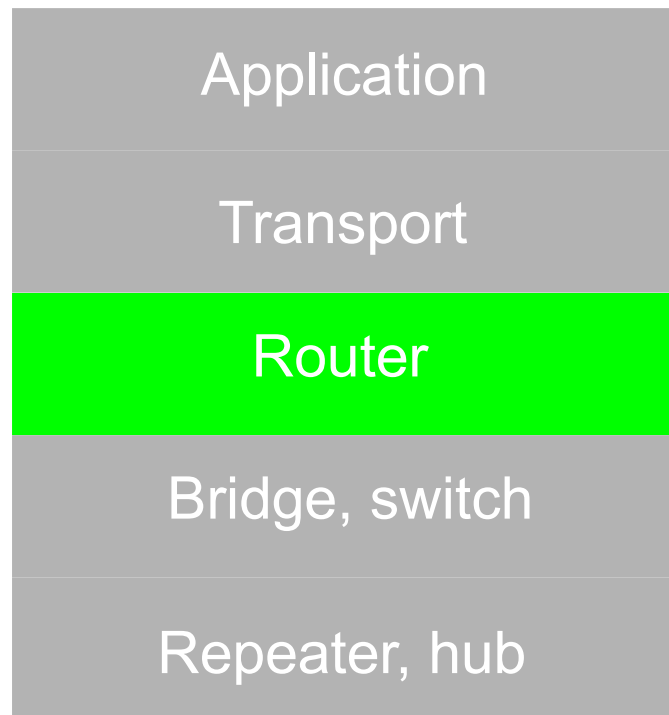 Application
Transport
Router
Bridge, switch
Repeater, hub